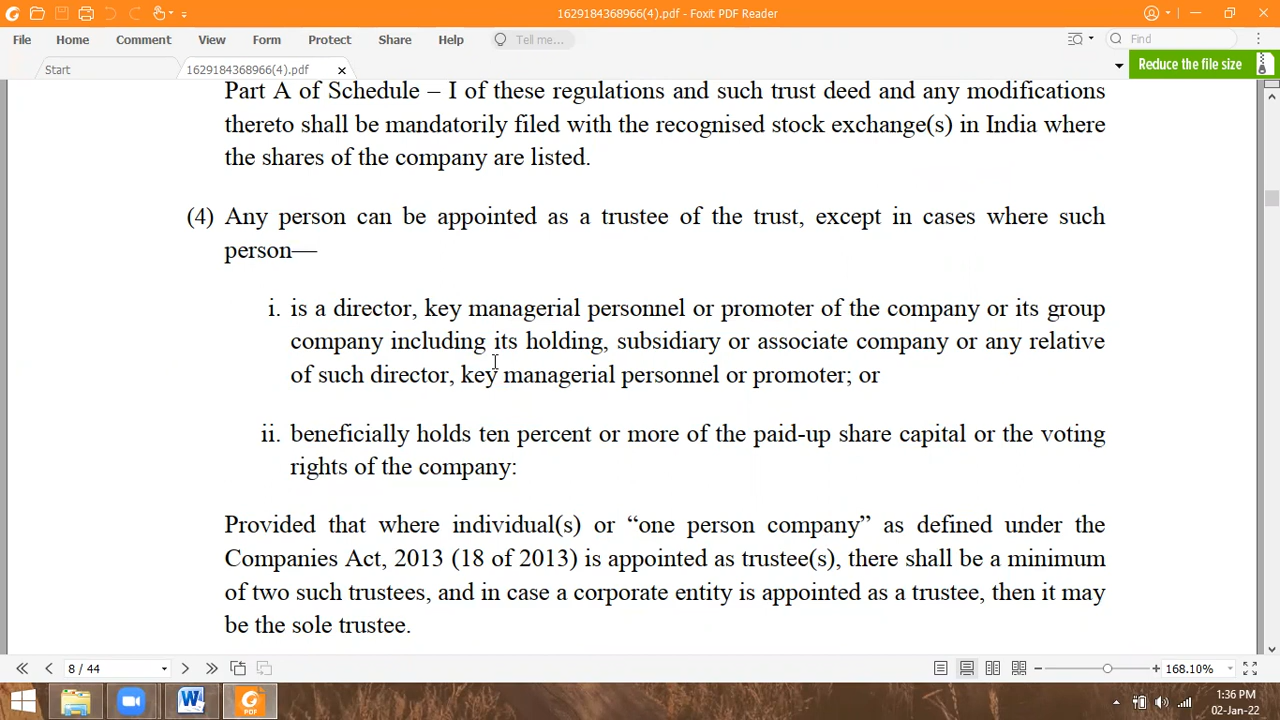 1629184368966(4).pdf - Foxit PDF Reader
File Home Comment View Form Protect Share Help Tell me... Find
Start 1629184368966(4).pdf Reduce the file size
Part A of Schedule – I of these regulations and such trust deed and any modifications
thereto shall be mandatorily filed with the recognised stock exchange(s) in India where
the shares of the company are listed.
(4) Any person can be appointed as a trustee of the trust, except in cases where such
person—
i. is a director, key managerial personnel or promoter of the company or its group
company including its holding, subsidiary or associate company or any relative
of such director, key managerial personnel or promoter; or
ii. beneficially holds ten percent or more of the paid-up share capital or the voting
rights of the company:
Provided that where individual(s) or “one person company” as defined under the
Companies Act, 2013 (18 of 2013) is appointed as trustee(s), there shall be a minimum
of two such trustees, and in case a corporate entity is appointed as a trustee, then it may
be the sole trustee.
8 / 44 168.10%
1:36 PM
02-Jan-22